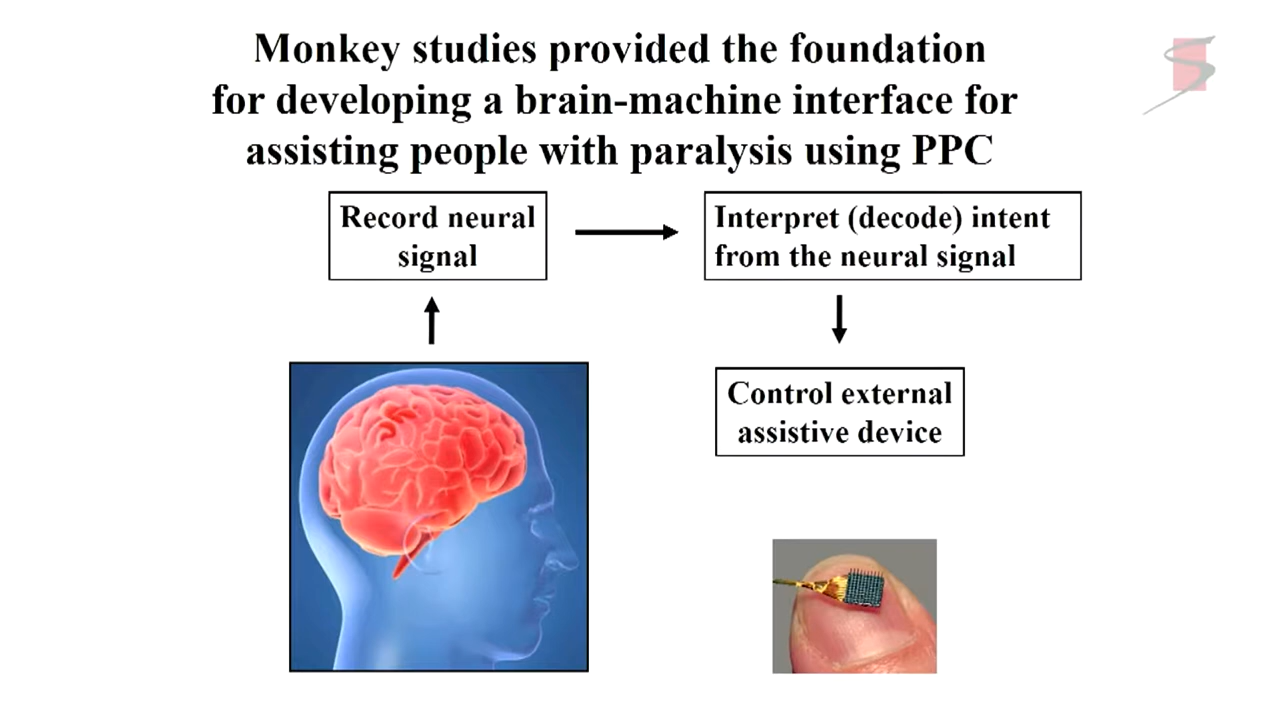 Monkey studies provided the foundation
for developing a brain-machine interface for
assisting people with paralysis using PPC
Record neural
signal
Interpret (decode) intent
from the neural signal
Control external
assistive device